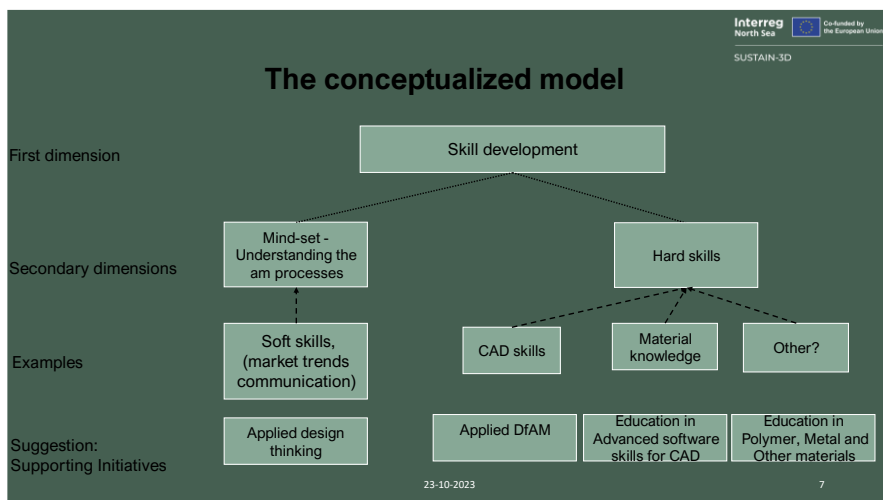 Interreg
North Sea
Co-funded by
the European Union
SUSTAIN-3D
The conceptualized model
First dimension
Skill development
Secondary dimensions
Mind-set -
Understanding the
am processes
Hard skills
Examples
Soft skills,
(market trends
communication)
CAD skills
Material
knowledge
Other?
Suggestion:
Supporting Initiatives
Applied design
thinking
Applied DfAM
Education in
Advanced software
skills for CAD
Education in
Polymer, Metal and
Other materials
23-10-2023
7